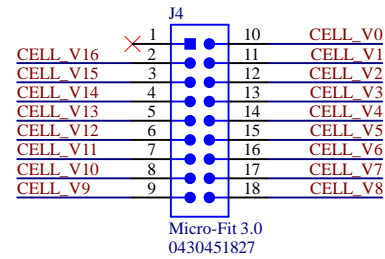 J4
1 10 CELL_V0
CELL_V16 2 11 CELL_V1
CELL_V15 3 12 CELL_V2
CELL_V14 4 13 CELL_V3
CELL_V13 5 14 CELL_V4
CELL_V12 6 15 CELL_V5
CELL_V11 7 16 CELL_V6
CELL_V10 8 17 CELL_V7
CELL_V9 9 18 CELL_V8
Micro-Fit 3.0
0430451827